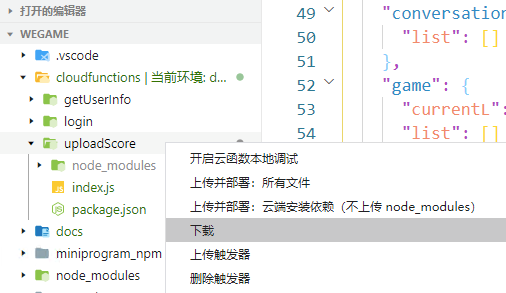 打开的编辑器
WEGAME
.vscode
cloudfunctions | 当前环境: d...
getUserInfo
login
uploadScore
node_modules
index.js
package.json
docs
miniprogram_npm
node_modules
49 "conversation
50 "list": []
51 },
52 "game": {
53 "currentL":
54 "list": []
开启云函数本地调试
上传并部署：所有文件
上传并部署：云端安装依赖（不上传 node_modules）
下载
上传触发器
删除触发器